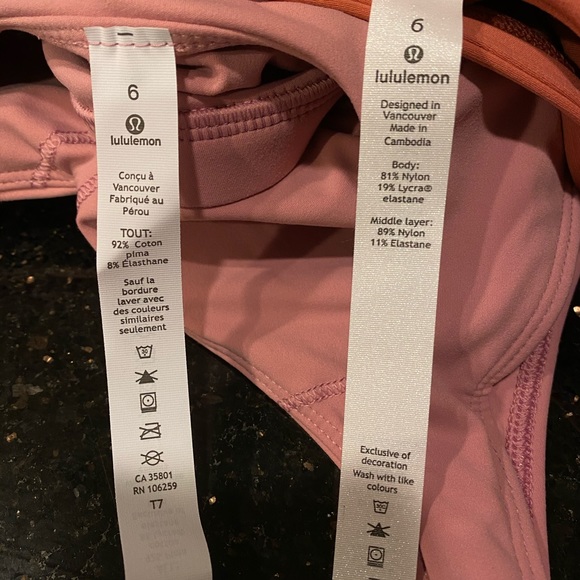 6
lululemon
Conçu à
Vancouver
Fabriqué au
Pérou
TOUT:
92% Coton
pima
8% Élasthane
Sauf la
bordure
laver avec
des couleurs
similaires
seulement
30
CA 35801
RN 106259
T7
6
lululemon
Designed in
Vancouver
Made in
Cambodia
Body:
81% Nylon
19% Lycra®
elastane
Middle layer:
89% Nylon
11% Elastane
Exclusive of
decoration
Wash with like
colours